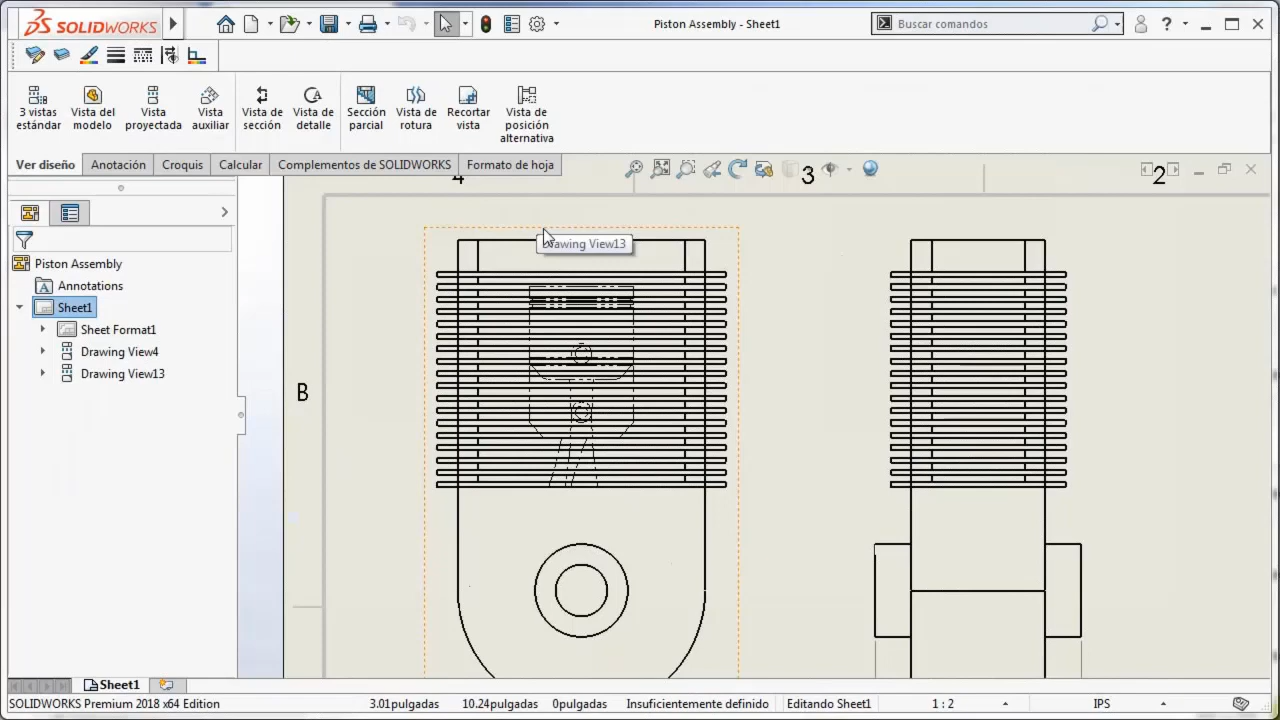 SOLIDWORKS
Piston Assembly - Sheet1
Buscar comandos
?
3 vistas estándar
Vista del modelo
Vista proyectada
Vista auxiliar
Vista de sección
Vista de detalle
Sección parcial
Vista de rotura
Recortar vista
Vista de posición alternativa
Ver diseño
Anotación
Croquis
Calcular
Complementos de SOLIDWORKS
Formato de hoja
4
3
2
Drawing View13
Piston Assembly
A Annotations
Sheet1
Sheet Format1
Drawing View4
Drawing View13
B
Sheet1
SOLIDWORKS Premium 2018 x64 Edition
3.01pulgadas
10.24pulgadas
0pulgadas
Insuficientemente definido
Editando Sheet1
1 : 2
IPS